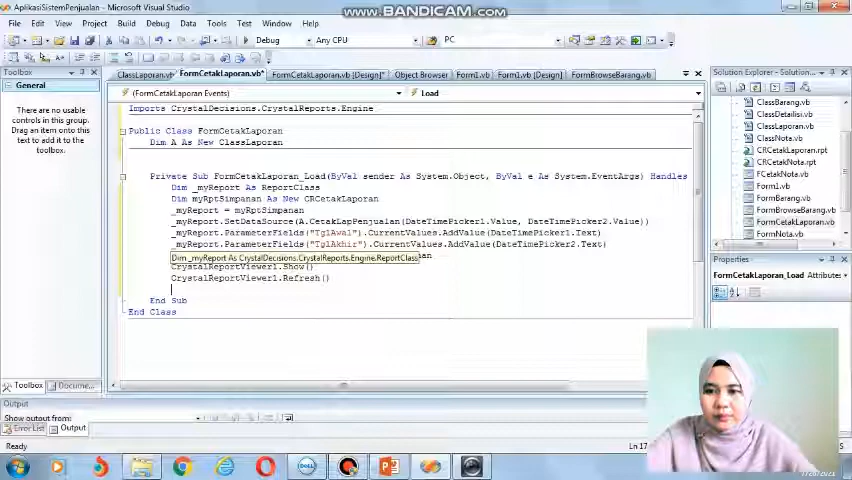 AplikasiSistemPenjualan - Microsoft Visual Studio
www.BANDICAM.com
File Edit View Project Build Debug Data Tools Test Window Help
Debug Any CPU PC
Toolbox
General
There are no usable
controls in this group.
Drag an item onto this
text to add it to the
toolbox.
Toolbox Docume...
ClassLaporan.vb FormCetakLaporan.vb* FormCetakLaporan.vb [Design]* Object Browser Form1.vb Form1.vb [Design] FormBrowseBarang.vb
(FormCetakLaporan Events) Load
Imports CrystalDecisions.CrystalReports.Engine
Public Class FormCetakLaporan
Dim A As New ClassLaporan
Private Sub FormCetakLaporan_Load(ByVal sender As System.Object, ByVal e As System.EventArgs) Handles
Dim _myReport As ReportClass
Dim myRptSimpanan As New CRCetakLaporan
_myReport = myRptSimpanan
_myReport.SetDataSource(A.CetakLapPenjualan(DateTimePicker1.Value, DateTimePicker2.Value))
_myReport.ParameterFields("TglAwal").CurrentValues.AddValue(DateTimePicker1.Text)
_myReport.ParameterFields("TglAkhir").CurrentValues.AddValue(DateTimePicker2.Text)
Dim _myReport As CrystalDecisions.CrystalReports.Engine.ReportClass
CrystalReportViewer1.Show()
CrystalReportViewer1.Refresh()
End Sub
End Class
Solution Explorer
ClassBarang.vb
ClassDetailisi.vb
ClassLaporan.vb
ClassNota.vb
CRCetakLaporan.rpt
CRCetakNota.rpt
FCetakNota.vb
Form1.vb
FormBarang.vb
FormBrowseBarang.vb
FormCetakLaporan.vb
FormNota.vb
Properties
FormCetakLaporan_Load Attributes
Output
Show output from:
Error List Output
Ready
Ln 17
DELL